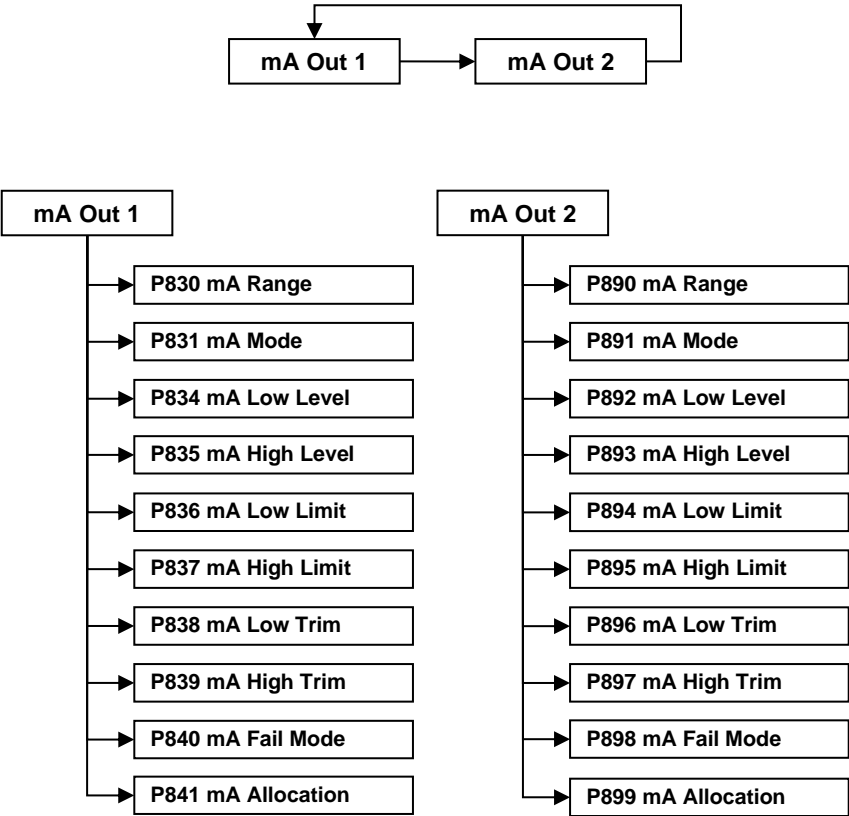 mA Out 1
mA Out 2
mA Out 1
P830 mA Range
P831 mA Mode
P834 mA Low Level
P835 mA High Level
P836 mA Low Limit
P837 mA High Limit
P838 mA Low Trim
P839 mA High Trim
P840 mA Fail Mode
P841 mA Allocation
mA Out 2
P890 mA Range
P891 mA Mode
P892 mA Low Level
P893 mA High Level
P894 mA Low Limit
P895 mA High Limit
P896 mA Low Trim
P897 mA High Trim
P898 mA Fail Mode
P899 mA Allocation